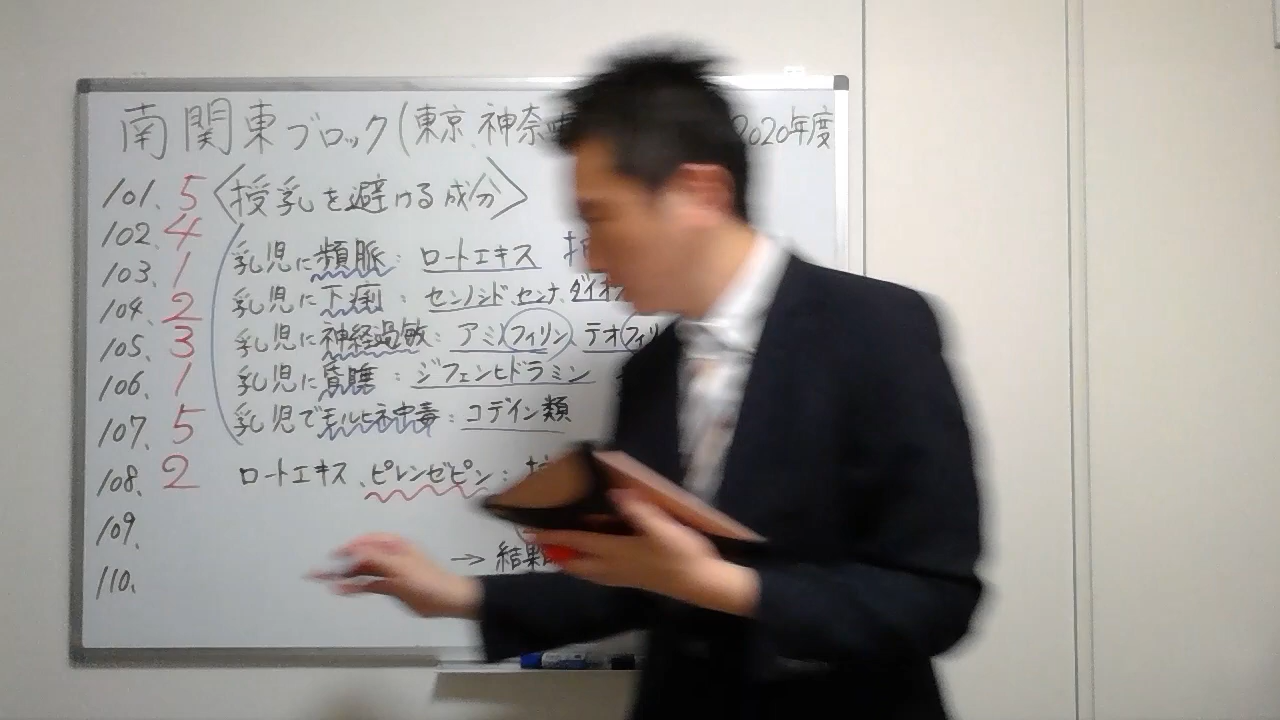 南関東ブロック(東京、神奈 2020年度
101. 5 〈授乳を避ける成分〉
102. 4
乳児に頻脈: ロートエキス
103. 1
104. 2 乳児に下痢: センノシド、センナ、ダイオ
105. 3 乳児に神経過敏: アミノフィリン、テオフィリ
106. 1 乳児に昏睡: ジフェンヒドラミン
107. 5 乳児でモルヒネ中毒: コデイン類
108. 2 ロートエキス、ピレンゼピン:
109.
→ 結果
110.